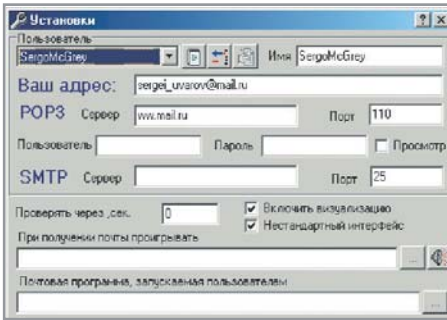 Установки
Пользователь
SergoMcGrey Имя SergoMcGrey
Ваш адрес: sergei_uvarov@mail.ru
POP3 Сервер ww.mail.ru Порт 110
Пользователь Пароль Просмотр
SMTP Сервер Порт 25
Проверять через ,сек. 0 Включить визуализацию
Нестандартный интерфейс
При получении почты проигрывать
...
Почтовая программа, запускаемая пользователем
...